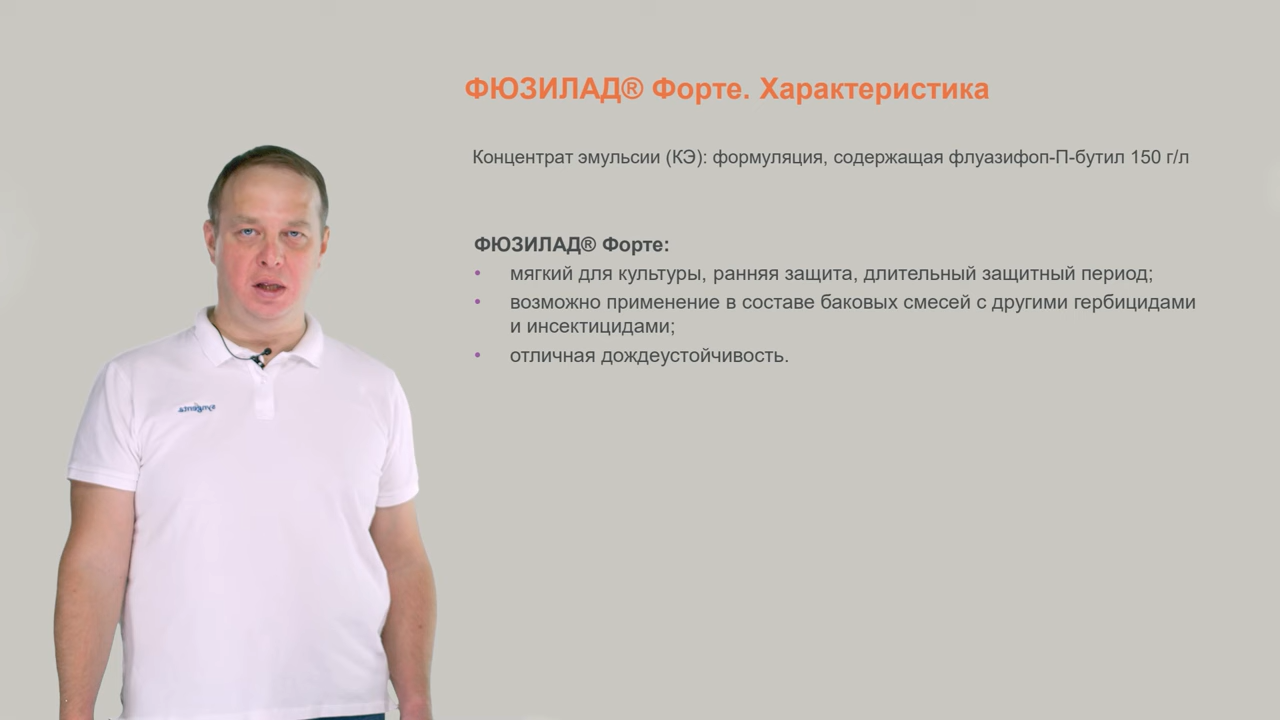 ФЮЗИЛАД® Форте. Характеристика
Концентрат эмульсии (КЭ): формуляция, содержащая флуазифоп-П-бутил 150 г/л
ФЮЗИЛАД® Форте:
• мягкий для культуры, ранняя защита, длительный защитный период;
• возможно применение в составе баковых смесей с другими гербицидами
и инсектицидами;
• отличная дождеустойчивость.